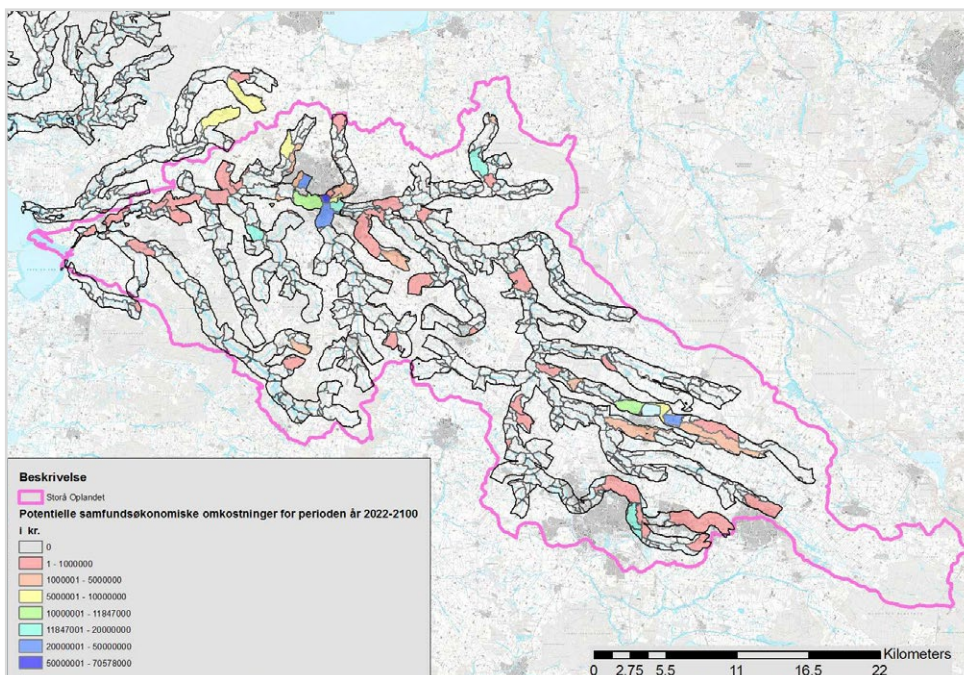 Beskrivelse
Storå Oplandet
Potentielle samfundsøkonomiske omkostninger for perioden år 2022-2100
i kr.
0
1 - 1000000
1000001 - 5000000
5000001 - 10000000
10000001 - 11847000
11847001 - 20000000
20000001 - 50000000
50000001 - 70578000
Kilometers
0 2.75 5.5 11 16.5 22